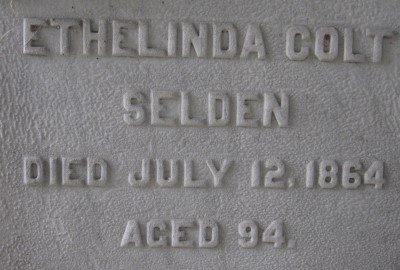 ETHELINDA COLT
SELDEN
DIED JULY 12, 1864
AGED 94.